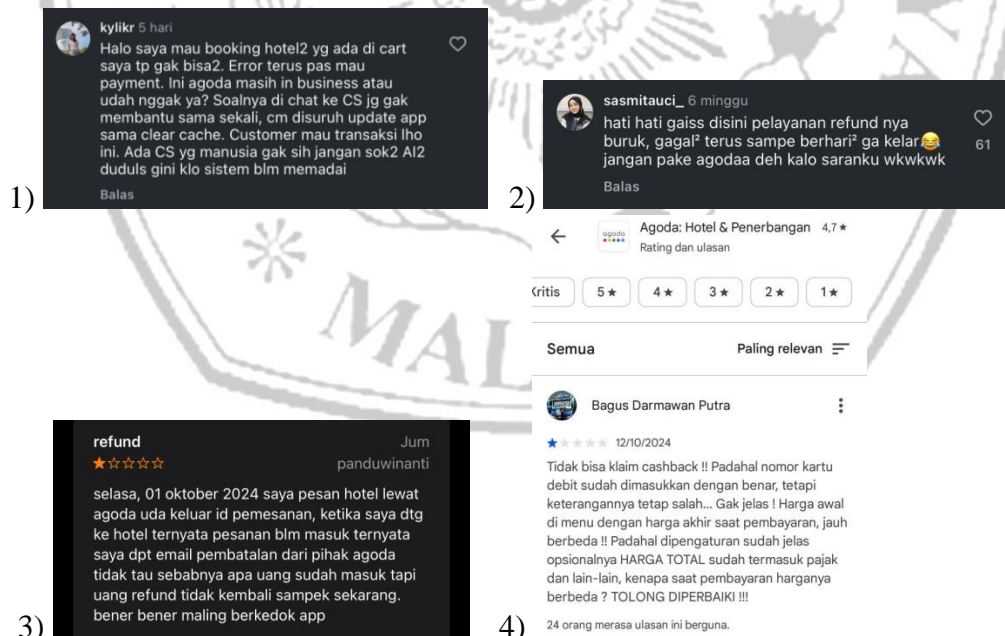 kylikr 5 hari
Halo saya mau booking hotel2 yg ada di cart
saya tp gak bisa2. Error terus pas mau
payment. Ini agoda masih in business atau
udah nggak ya? Soalnya di chat ke CS jg gak
membantu sama sekali, cm disuruh update app
sama clear cache. Customer mau transaksi lho
ini. Ada CS yg manusia gak sih jangan sok2 AI2
duduls gini klo sistem blm memadai
Balas
1)
sasmitauci_ 6 minggu
hati hati gaiss disini pelayanan refund nya
buruk, gagal² terus sampe berhari² ga kelar😂
jangan pake agodaa deh kalo saranku wkwkwk
61
Balas
2)
refund
Jum
★☆☆☆☆
panduwinanti
selasa, 01 oktober 2024 saya pesan hotel lewat
agoda uda keluar id pemesanan, ketika saya dtg
ke hotel ternyata pesanan blm masuk ternyata
saya dpt email pembatalan dari pihak agoda
tidak tau sebabnya apa uang sudah masuk tapi
uang refund tidak kembali sampek sekarang.
bener bener maling berkedok app
3)
agoda
Agoda: Hotel & Penerbangan 4,7★
Rating dan ulasan
Kritis
5★
4★
3★
2★
1★
Semua
Paling relevan
Bagus Darmawan Putra
★★★★★ 12/10/2024
Tidak bisa klaim cashback !! Padahal nomor kartu
debit sudah dimasukkan dengan benar, tetapi
keterangannya tetap salah... Gak jelas ! Harga awal
di menu dengan harga akhir saat pembayaran, jauh
berbeda !! Padahal dipengaturan sudah jelas
opsionalnya HARGA TOTAL sudah termasuk pajak
dan lain-lain, kenapa saat pembayaran harganya
berbeda ? TOLONG DIPERBAIKI !!!
24 orang merasa ulasan ini berguna.
4)
MAL